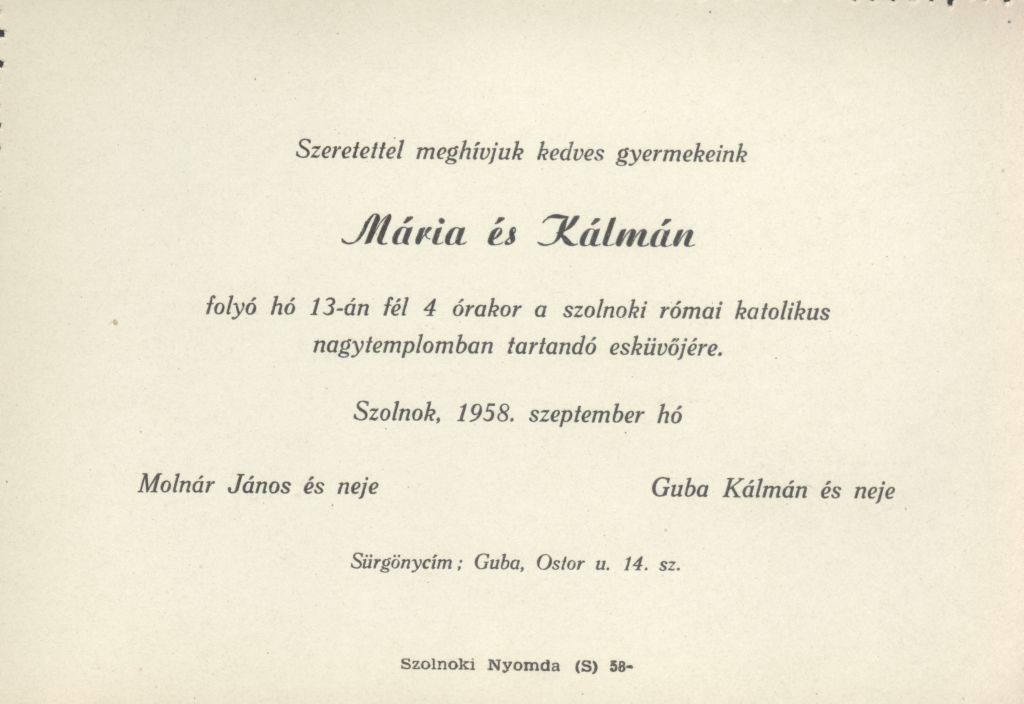 Szeretettel meghívjuk kedves gyermekeink
Mária és Kálmán
folyó hó 13-án fél 4 órakor a szolnoki római katolikus
nagytemplomban tartandó esküvőjére.
Szolnok, 1958. szeptember hó
Molnár János és neje
Guba Kálmán és neje
Sürgönycím; Guba, Ostor u. 14. sz.
Szolnoki Nyomda (S) 58-